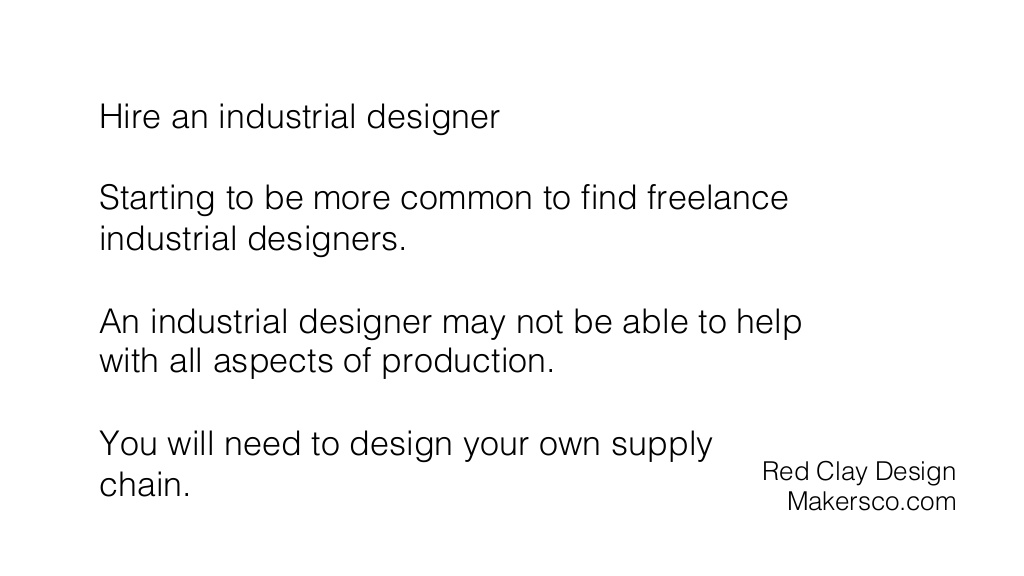 Hire an industrial designer
Starting to be more common to find freelance
industrial designers.
An industrial designer may not be able to help
with all aspects of production.
You will need to design your own supply
chain.
Red Clay Design
Makersco.com